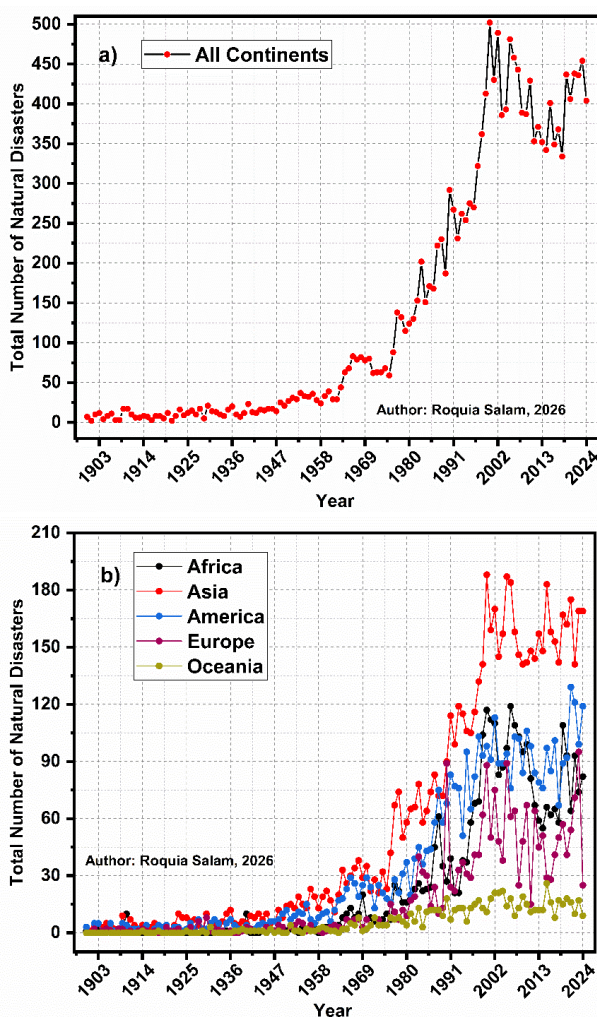 a)
All Continents
Total Number of Natural Disasters
500
450
400
350
300
250
200
150
100
50
0
Author: Roquia Salam, 2026
1903 1914 1925 1936 1947 1958 1969 1980 1991 2002 2013 2024
Year
b)
Africa
Asia
America
Europe
Oceania
Total Number of Natural Disasters
210
180
150
120
90
60
30
0
Author: Roquia Salam, 2026
1903 1914 1925 1936 1947 1958 1969 1980 1991 2002 2013 2024
Year